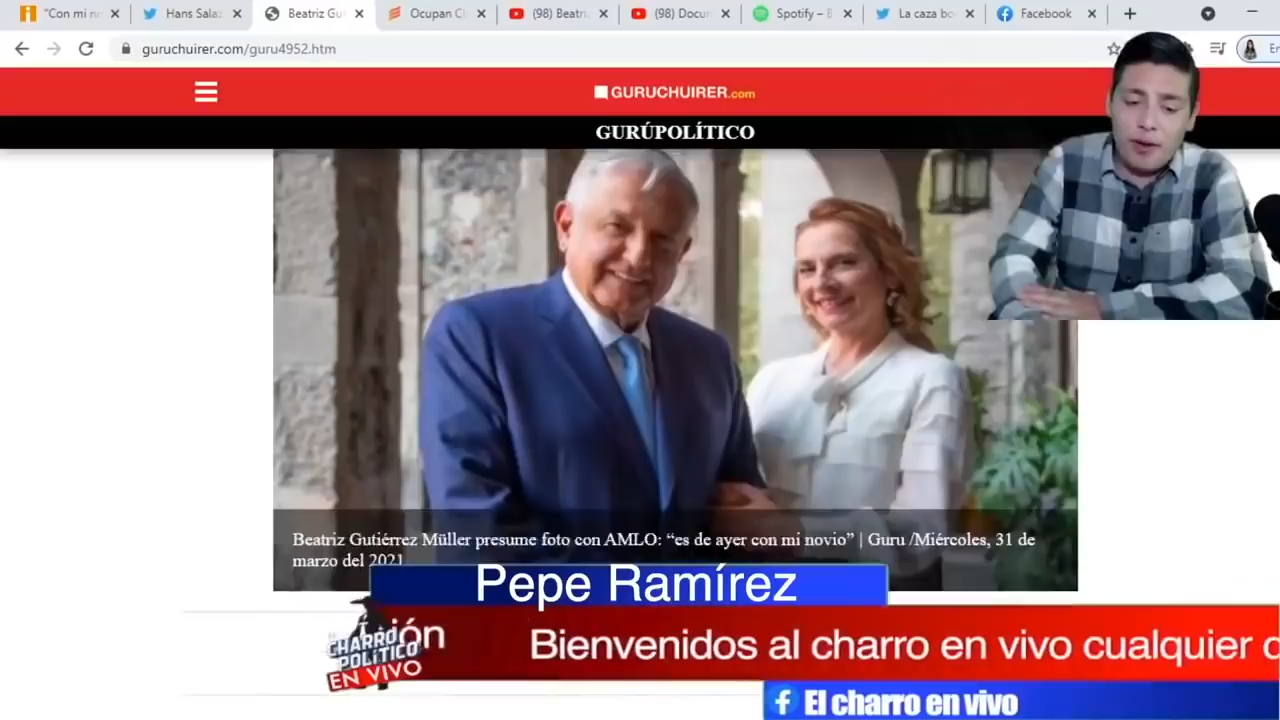 "Con mi n
Hans Salaz
Beatriz Gu
Ocupan C
(98) Beatri
(98) Docur
Spotify – B
La caza bo
Facebook
guruchuirer.com/guru4952.htm
GURUCHUIRER.com
GURÚPOLÍTICO
Beatriz Gutiérrez Müller presume foto con AMLO: “es de ayer con mi novio” | Guru /Miércoles, 31 de
marzo del 2021
Pepe Ramírez
CHARRO
POLÍTICO
EN VIVO
ión
Bienvenidos al charro en vivo cualquier
El charro en vivo